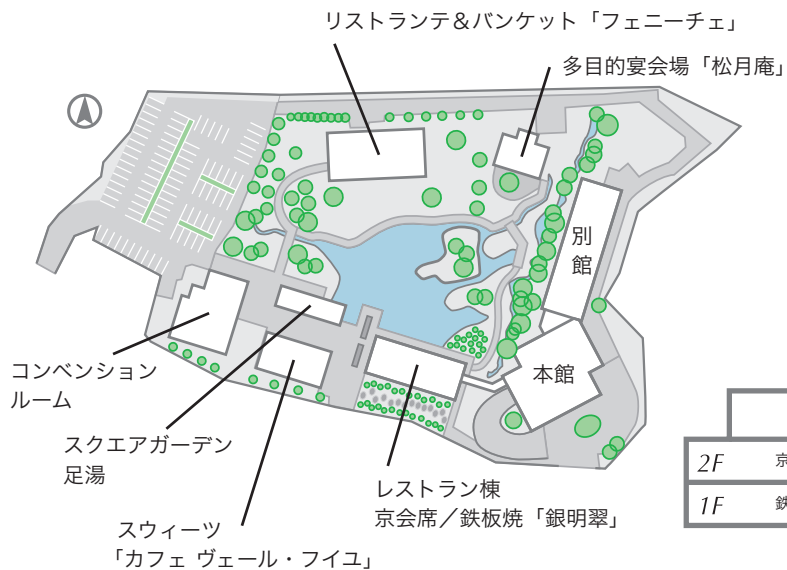 リストランテ＆バンケット「フェニーチェ」
多目的宴会場「松月庵」
別館
本館
コンベンション
ルーム
スクエアガーデン
足湯
レストラン棟
京会席／鉄板焼「銀明翠」
スウィーツ
「カフェ ヴェール・フイユ」
2F 京
1F 鉄